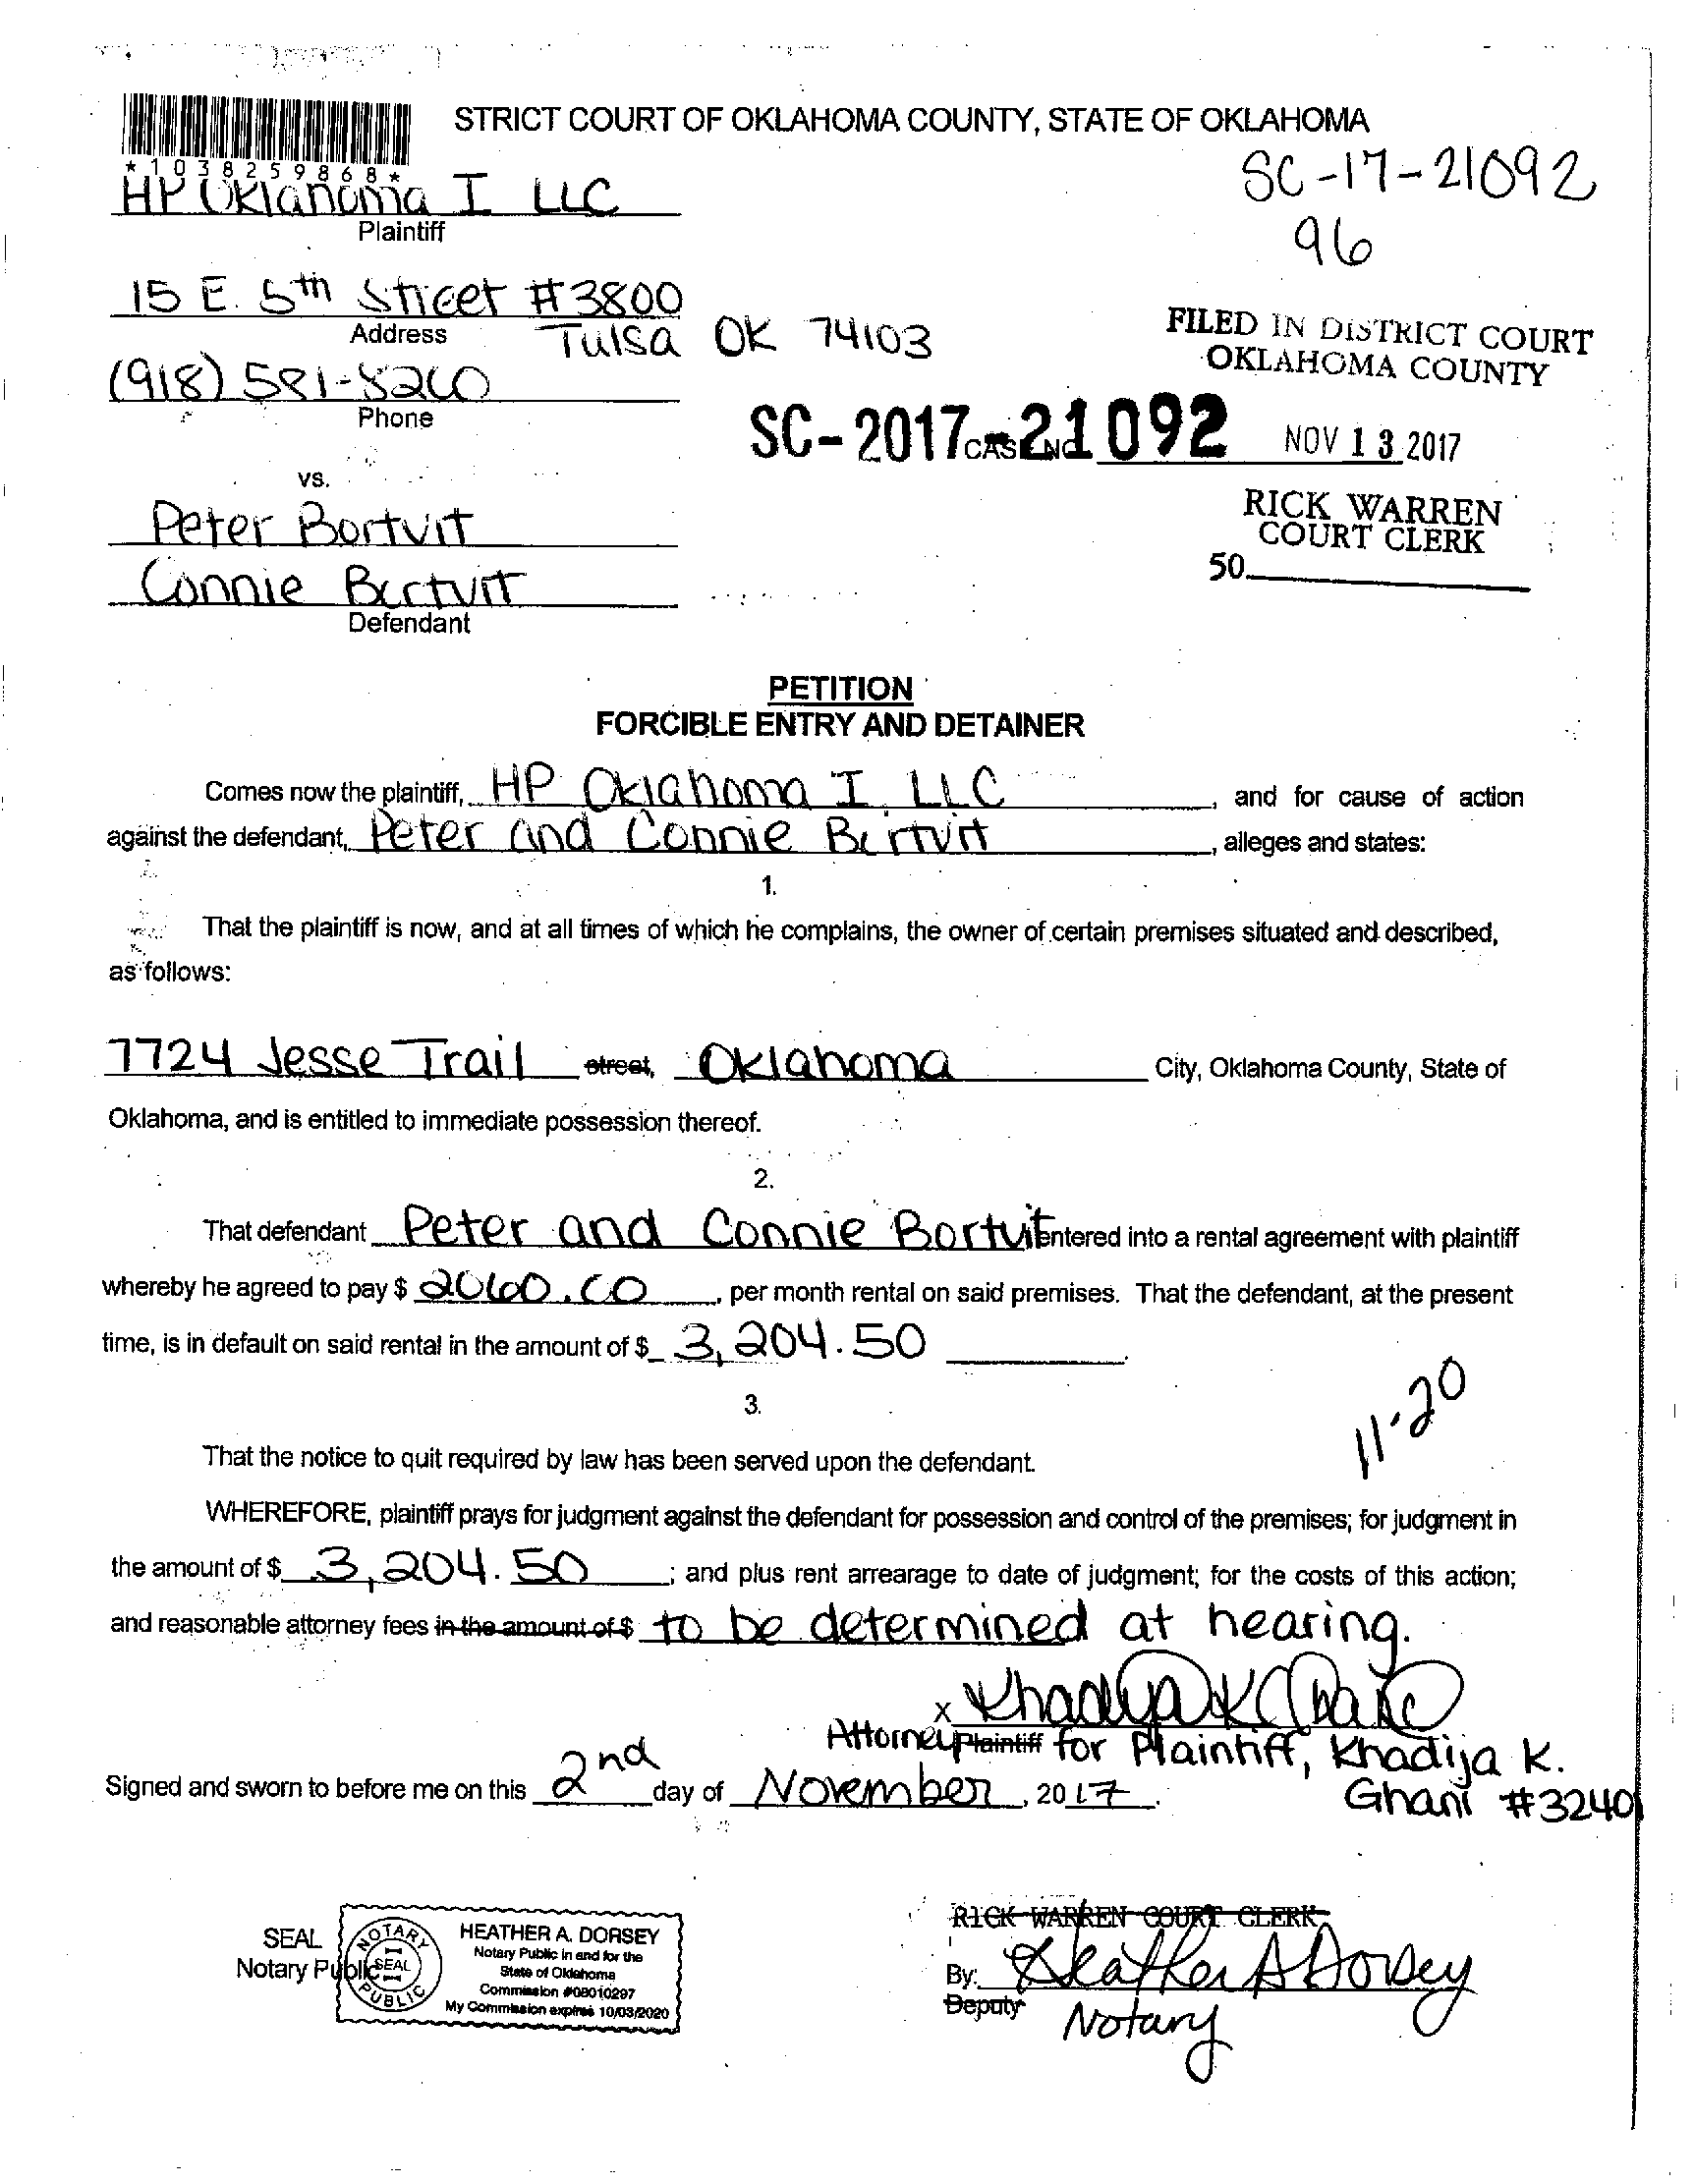 STRICT COURT OF OKLAHOMA COUNTY, STATE OF OKLAHOMA
*1038259868*
SC-17-21092
HP Oklahoma I LLC
Plaintiff
96
15 E. 5th Street #3800
Address
Tulsa OK 74103
FILED IN DISTRICT COURT
OKLAHOMA COUNTY
(918) 581-8260
Phone
SC-2017-21092
NOV 13 2017
vs.
RICK WARREN
COURT CLERK
Peter Bortvit
50
Connie Bortvit
Defendant
PETITION
FORCIBLE ENTRY AND DETAINER
Comes now the plaintiff, HP Oklahoma I, LLC, and for cause of action
against the defendant, Peter and Connie Bortvit, alleges and states:
1.
That the plaintiff is now, and at all times of which he complains, the owner of certain premises situated and described,
as follows:
7724 Jesse Trail street, Oklahoma City, Oklahoma County, State of
Oklahoma, and is entitled to immediate possession thereof.
2.
That defendant Peter and Connie Bortvit entered into a rental agreement with plaintiff
whereby he agreed to pay $ 2060.00, per month rental on said premises. That the defendant, at the present
time, is in default on said rental in the amount of $ 3,204.50.
3.
11-20
That the notice to quit required by law has been served upon the defendant.
WHEREFORE, plaintiff prays for judgment against the defendant for possession and control of the premises; for judgment in
the amount of $ 3,204.50; and plus rent arrearage to date of judgment; for the costs of this action;
and reasonable attorney fees in the amount of $ to be determined at hearing.
x Khadija K Ghani
Attorney Plaintiff for Plaintiff, Khadija K.
Ghani #3240
Signed and sworn to before me on this 2nd day of November, 2017.
RICK WARREN COURT CLERK
SEAL
Notary Public
NOTARY PUBLIC
SEAL
HEATHER A. DORSEY
Notary Public in and for the
State of Oklahoma
Commission #08010297
My Commission expires 10/03/2020
By: Heather A Dorsey
Deputy Notary